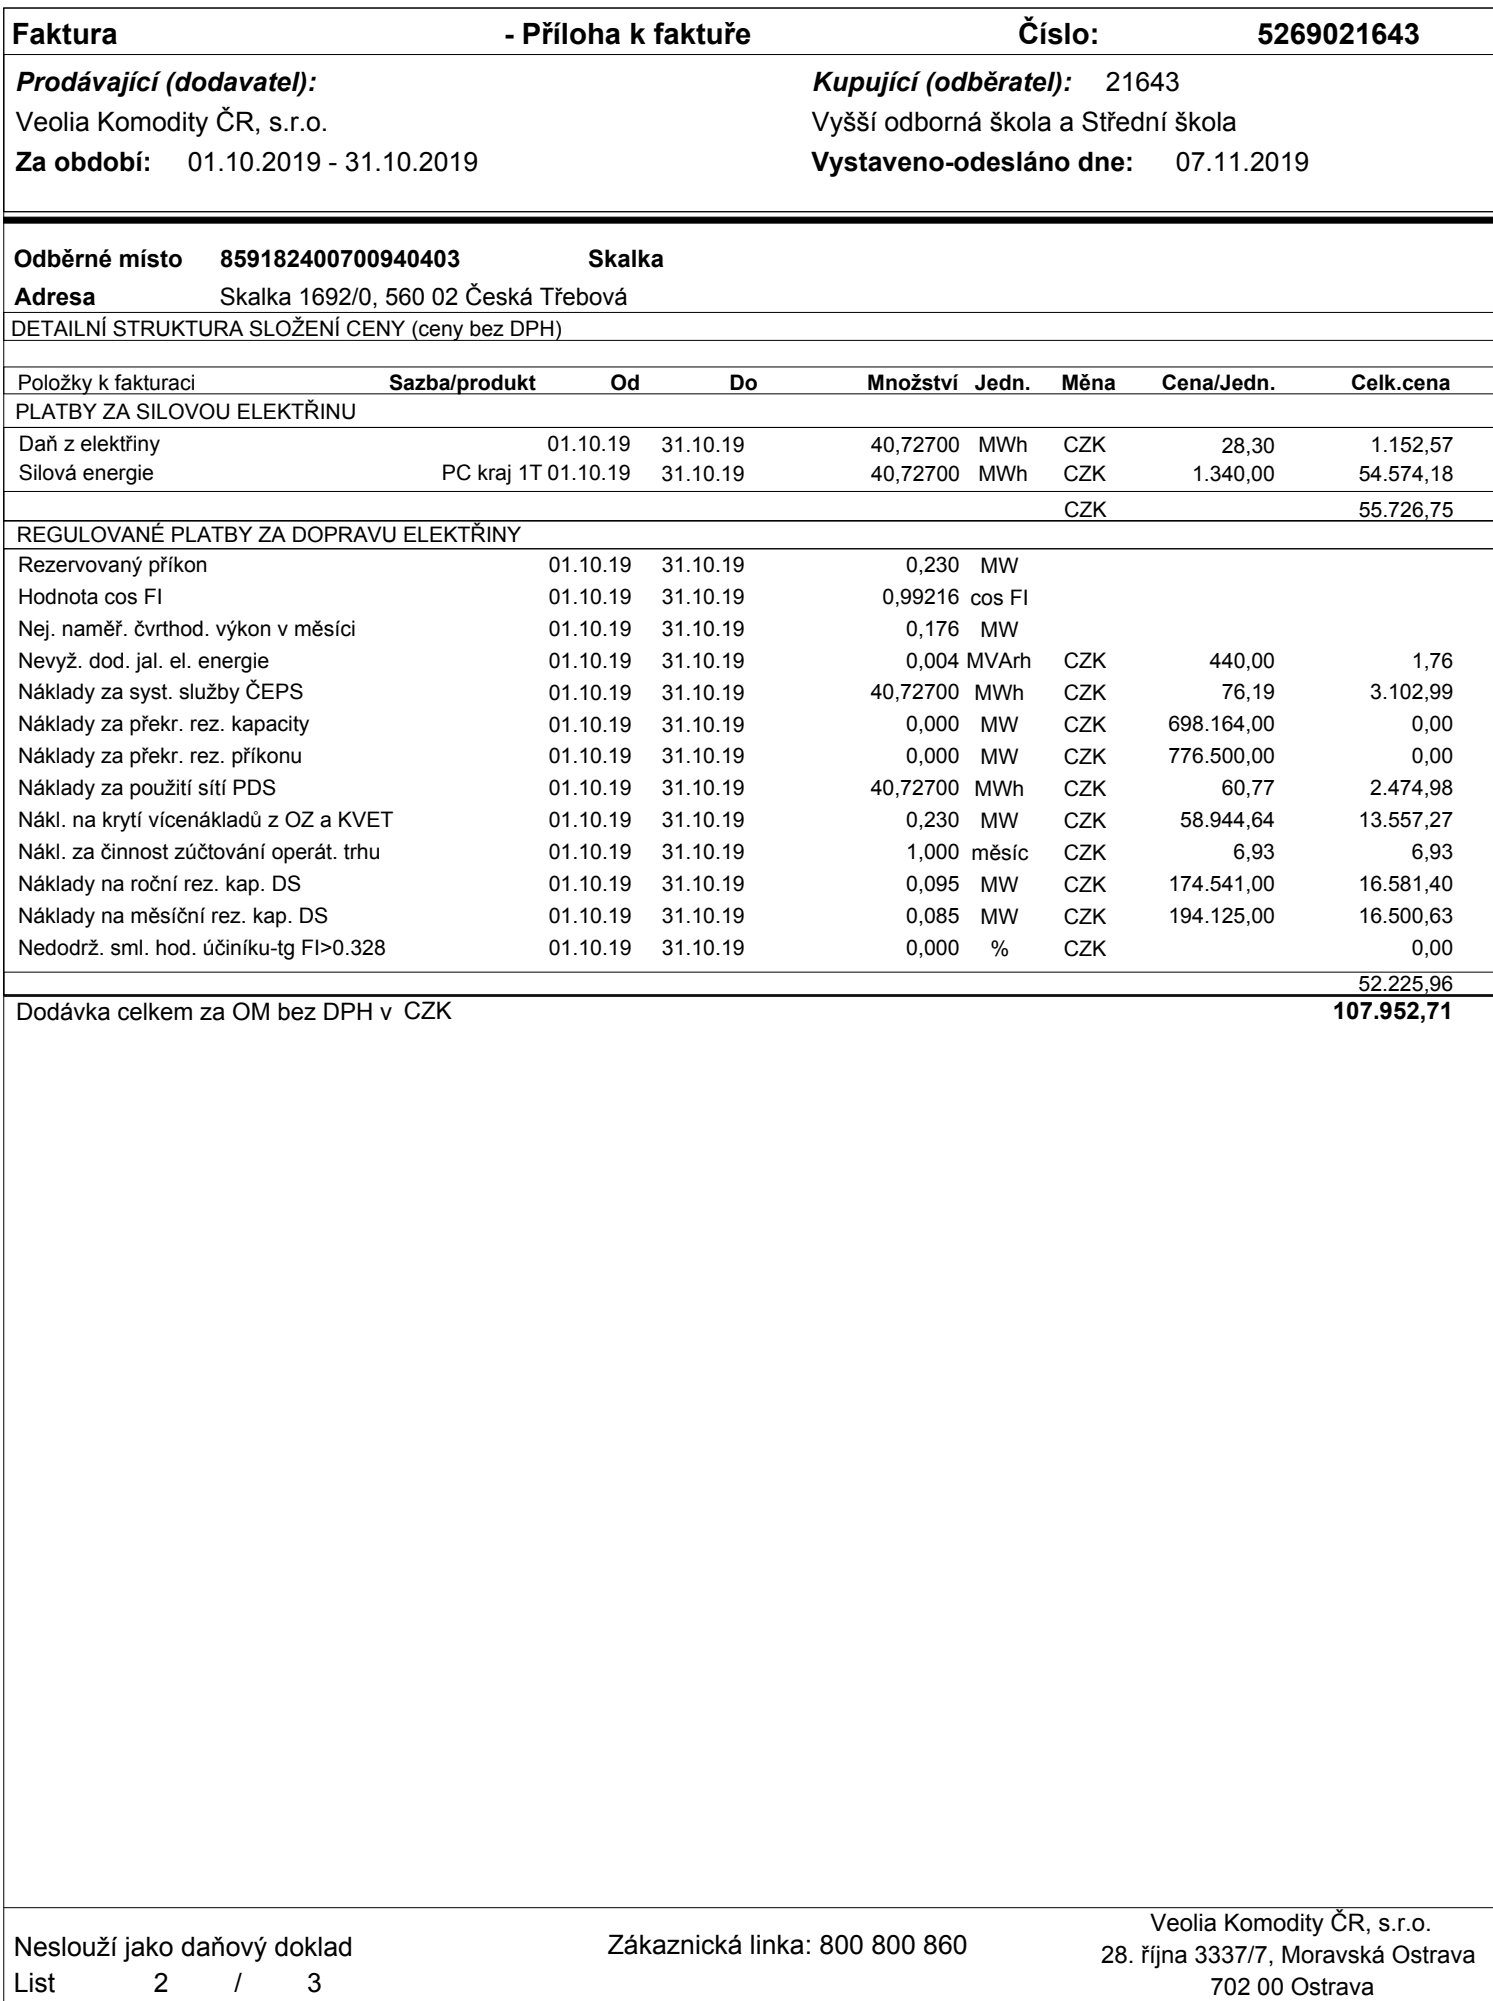 Faktura - Příloha k faktuře Číslo: 5269021643
Prodávající (dodavatel): Kupující (odběratel): 21643
Veolia Komodity ČR, s.r.o. Vyšší odborná škola a Střední škola
Za období: 01.10.2019 - 31.10.2019 Vystaveno-odesláno dne: 07.11.2019
Odběrné místo 859182400700940403 Skalka
Adresa Skalka 1692/0, 560 02 Česká Třebová
DETAILNÍ STRUKTURA SLOŽENÍ CENY (ceny bez DPH)
Položky k fakturaci Sazba/produkt Od Do Množství Jedn. Měna Cena/Jedn. Celk.cena
PLATBY ZA SILOVOU ELEKTŘINU
Daň z elektřiny 01.10.19 31.10.19 40,72700 MWh CZK 28,30 1.152,57
Silová energie PC kraj 1T 01.10.19 31.10.19 40,72700 MWh CZK 1.340,00 54.574,18
CZK 55.726,75
REGULOVANÉ PLATBY ZA DOPRAVU ELEKTŘINY
Rezervovaný příkon 01.10.19 31.10.19 0,230 MW
Hodnota cos FI 01.10.19 31.10.19 0,99216 cos FI
Nej. naměř. čvrthod. výkon v měsíci 01.10.19 31.10.19 0,176 MW
Nevyž. dod. jal. el. energie 01.10.19 31.10.19 0,004 MVArh CZK 440,00 1,76
Náklady za syst. služby ČEPS 01.10.19 31.10.19 40,72700 MWh CZK 76,19 3.102,99
Náklady za překr. rez. kapacity 01.10.19 31.10.19 0,000 MW CZK 698.164,00 0,00
Náklady za překr. rez. příkonu 01.10.19 31.10.19 0,000 MW CZK 776.500,00 0,00
Náklady za použití sítí PDS 01.10.19 31.10.19 40,72700 MWh CZK 60,77 2.474,98
Nákl. na krytí vícenákladů z OZ a KVET 01.10.19 31.10.19 0,230 MW CZK 58.944,64 13.557,27
Nákl. za činnost zúčtování operát. trhu 01.10.19 31.10.19 1,000 měsíc CZK 6,93 6,93
Náklady na roční rez. kap. DS 01.10.19 31.10.19 0,095 MW CZK 174.541,00 16.581,40
Náklady na měsíční rez. kap. DS 01.10.19 31.10.19 0,085 MW CZK 194.125,00 16.500,63
Nedodrž. sml. hod. účiníku-tg FI>0.328 01.10.19 31.10.19 0,000 % CZK 0,00
52.225,96
Dodávka celkem za OM bez DPH v CZK 107.952,71
Neslouží jako daňový doklad Zákaznická linka: 800 800 860 Veolia Komodity ČR, s.r.o.
28. října 3337/7, Moravská Ostrava
List 2 / 3 702 00 Ostrava